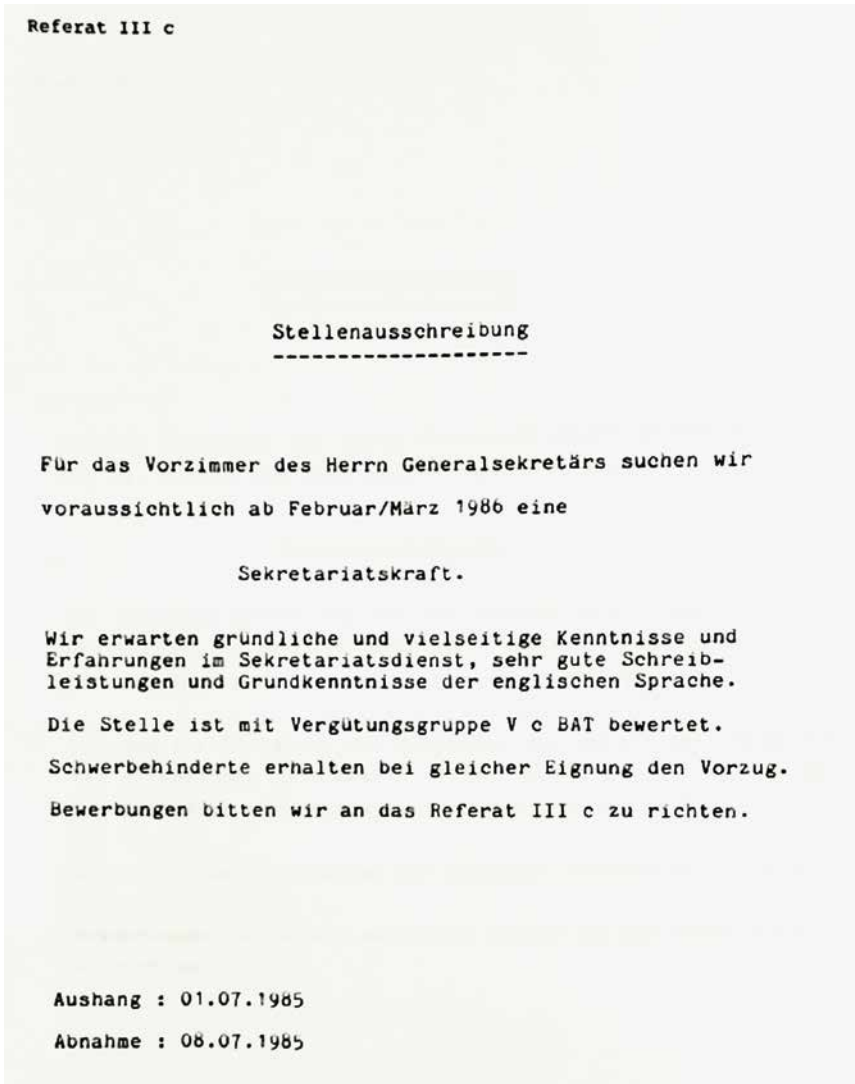 Referat III c
Stellenausschreibung
--------------------
Für das Vorzimmer des Herrn Generalsekretärs suchen wir
voraussichtlich ab Februar/März 1986 eine
Sekretariatskraft.
Wir erwarten gründliche und vielseitige Kenntnisse und
Erfahrungen im Sekretariatsdienst, sehr gute Schreib-
leistungen und Grundkenntnisse der englischen Sprache.
Die Stelle ist mit Vergütungsgruppe V c BAT bewertet.
Schwerbehinderte erhalten bei gleicher Eignung den Vorzug.
Bewerbungen bitten wir an das Referat III c zu richten.
Aushang : 01.07.1985
Abnahme : 08.07.1985